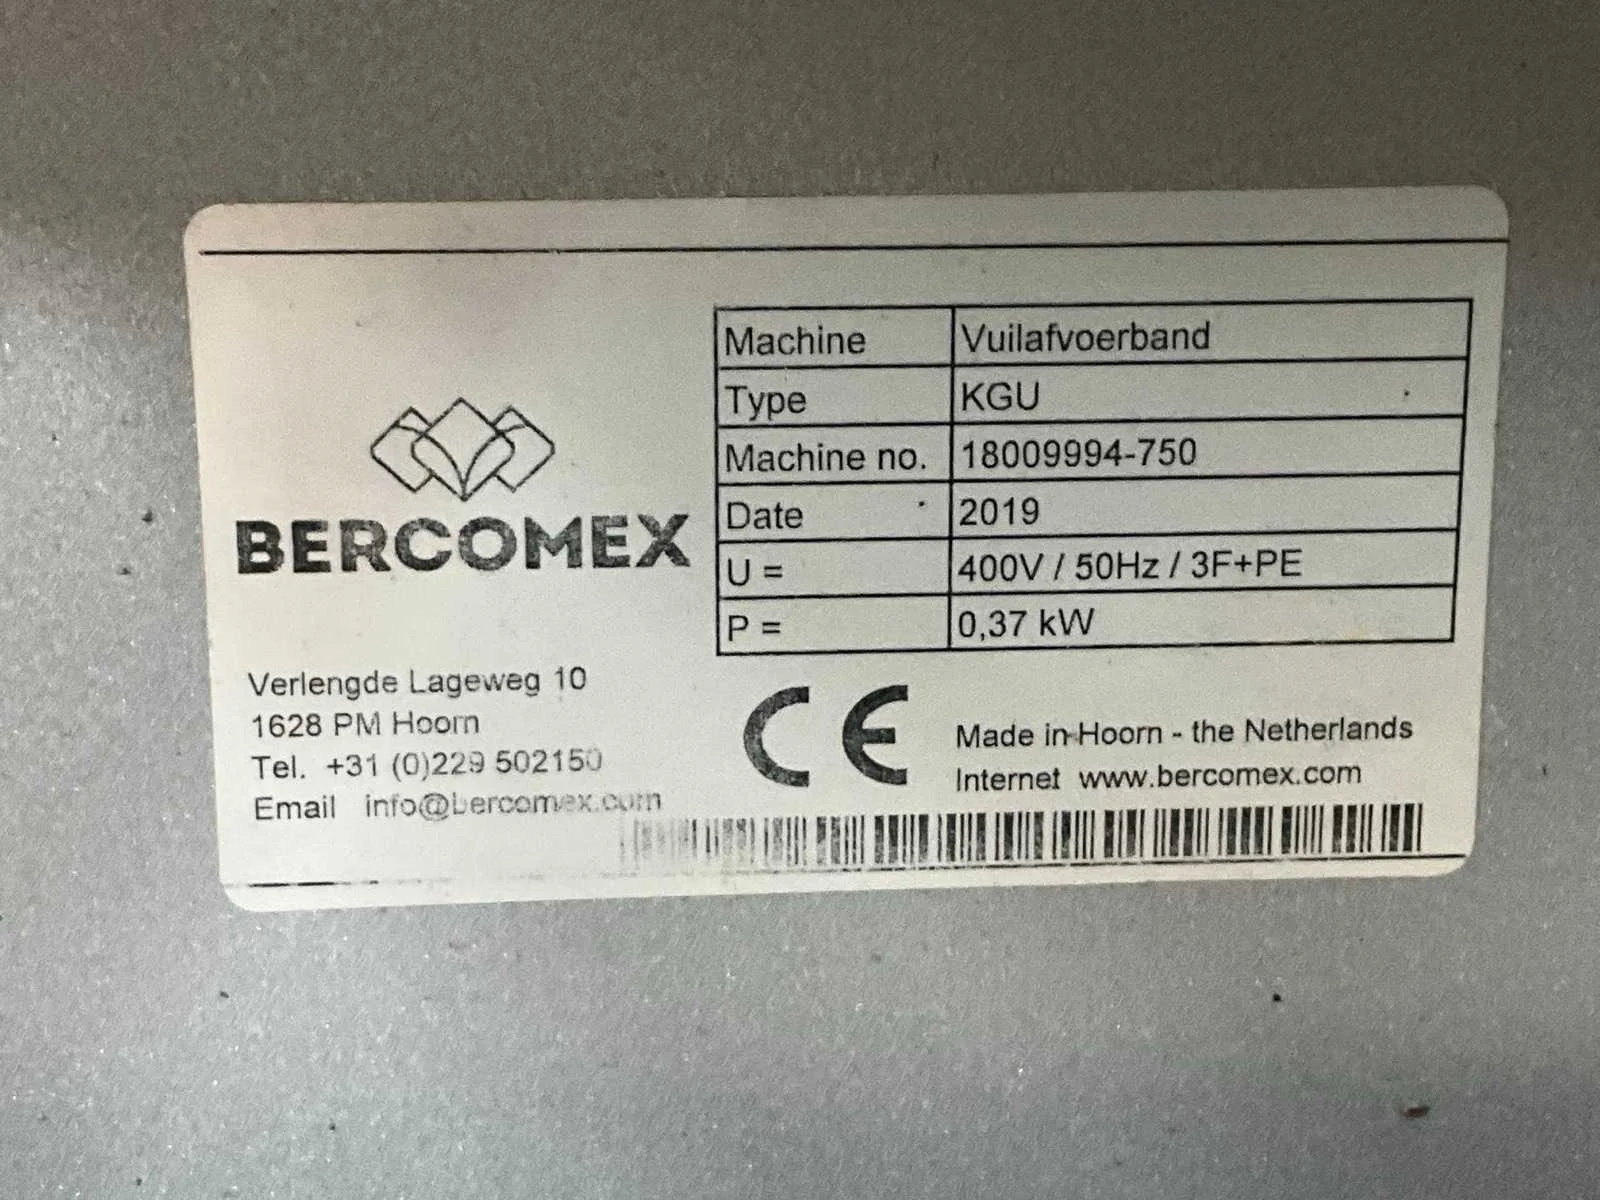 BERCOMEX
Verlengde Lageweg 10
1628 PM Hoorn
Tel. +31 (0)229 502150
Email info@bercomex.com
Machine Vuilafvoerband
Type KGU
Machine no. 18009994-750
Date 2019
U = 400V / 50Hz / 3F+PE
P = 0,37 kW
CE
Made in Hoorn - the Netherlands
Internet www.bercomex.com